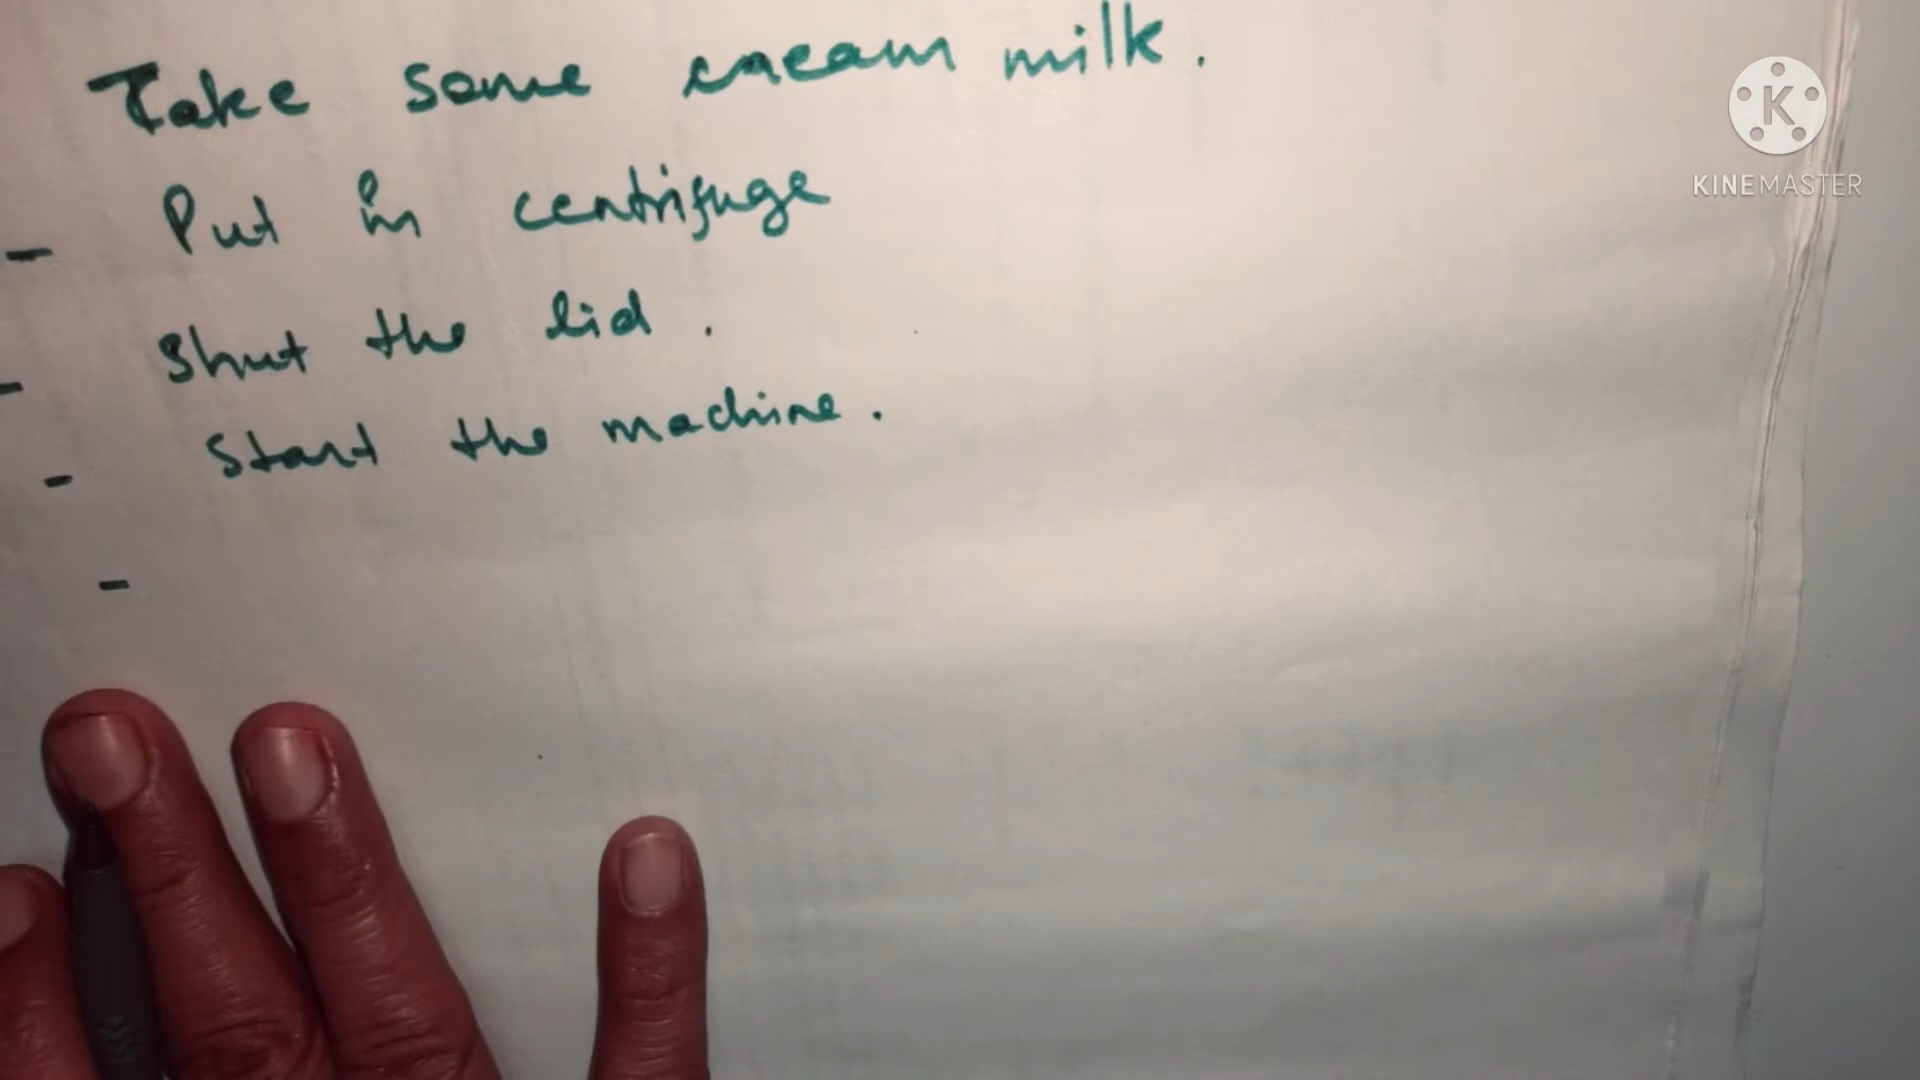 Take some cream milk.
- Put in centrifuge
- Shut the lid.
- Start the machine.
-
K
KINEMASTER